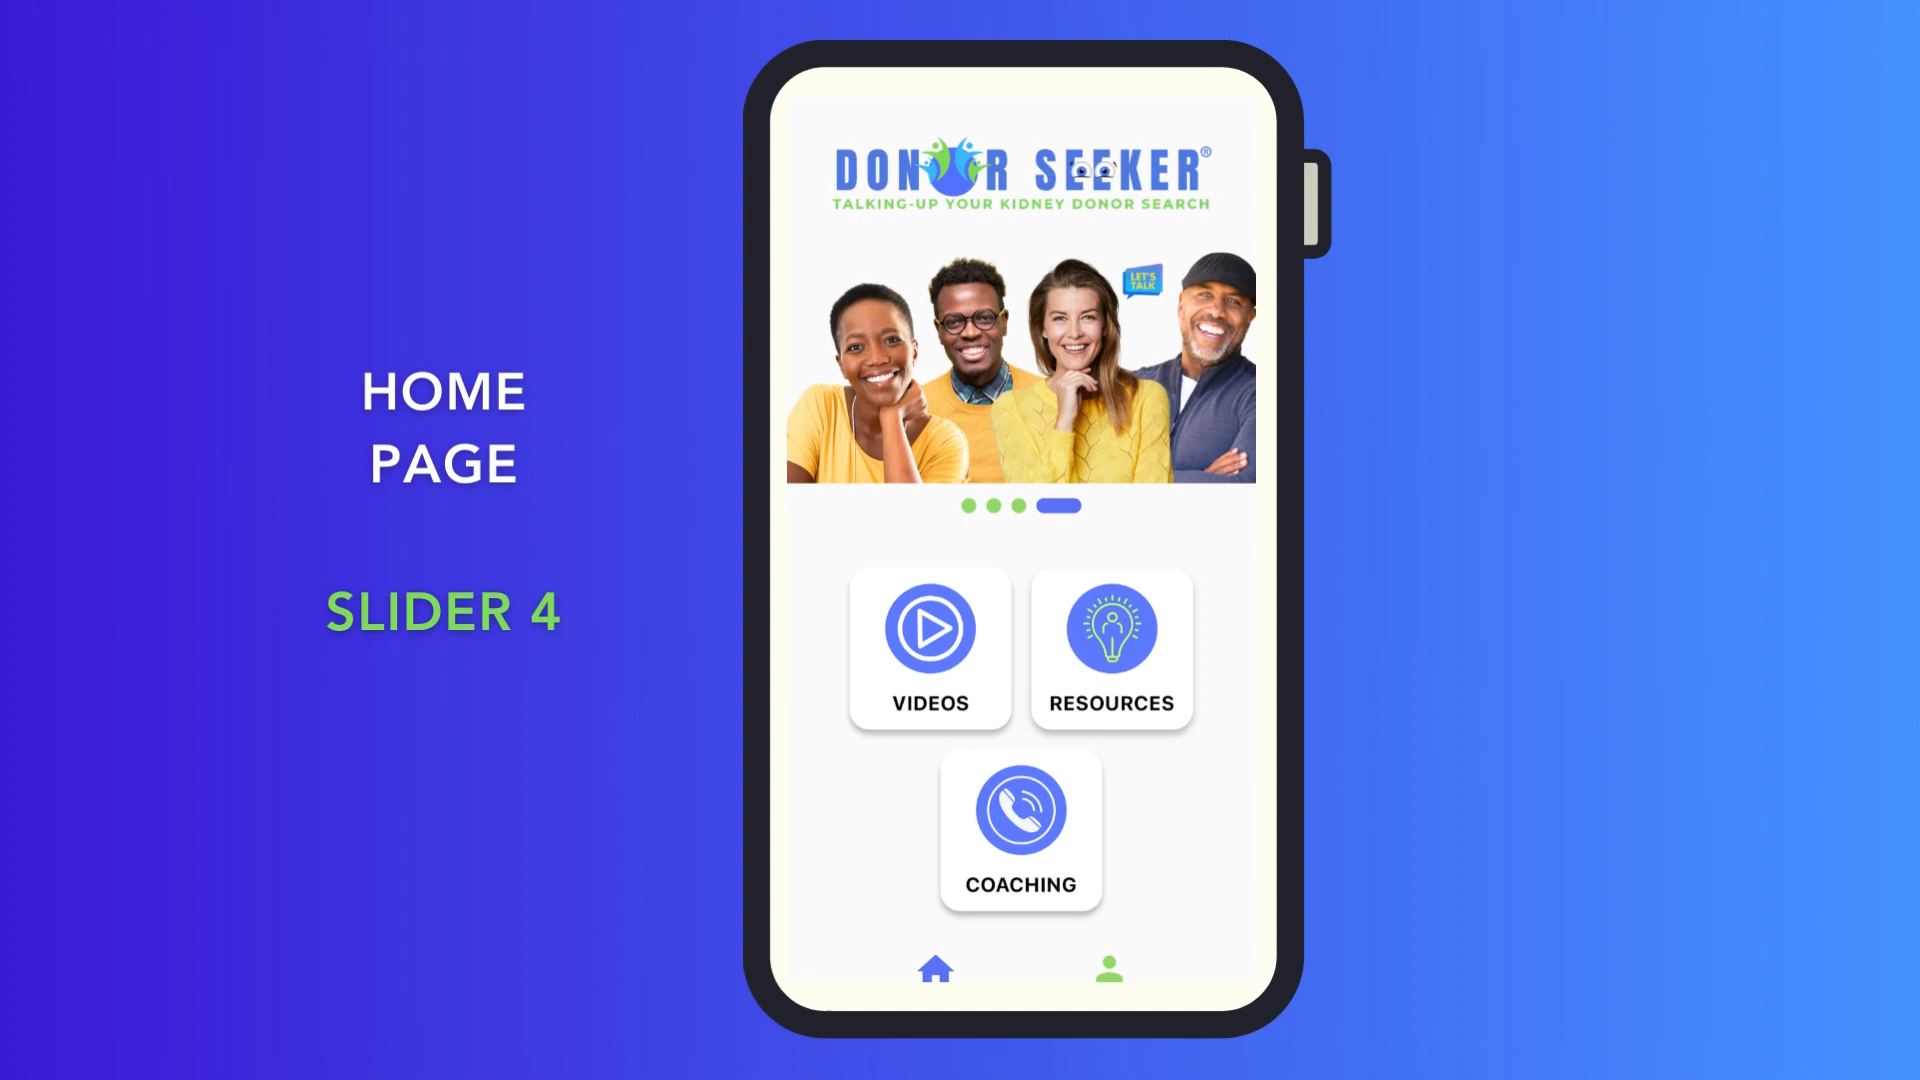 HOME
PAGE
SLIDER 4
DONOR SEEKER®
TALKING-UP YOUR KIDNEY DONOR SEARCH
LET'S
TALK
VIDEOS
RESOURCES
COACHING